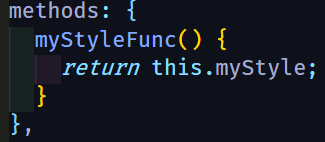 methods: {
  myStyleFunc() {
    return this.myStyle;
  }
},